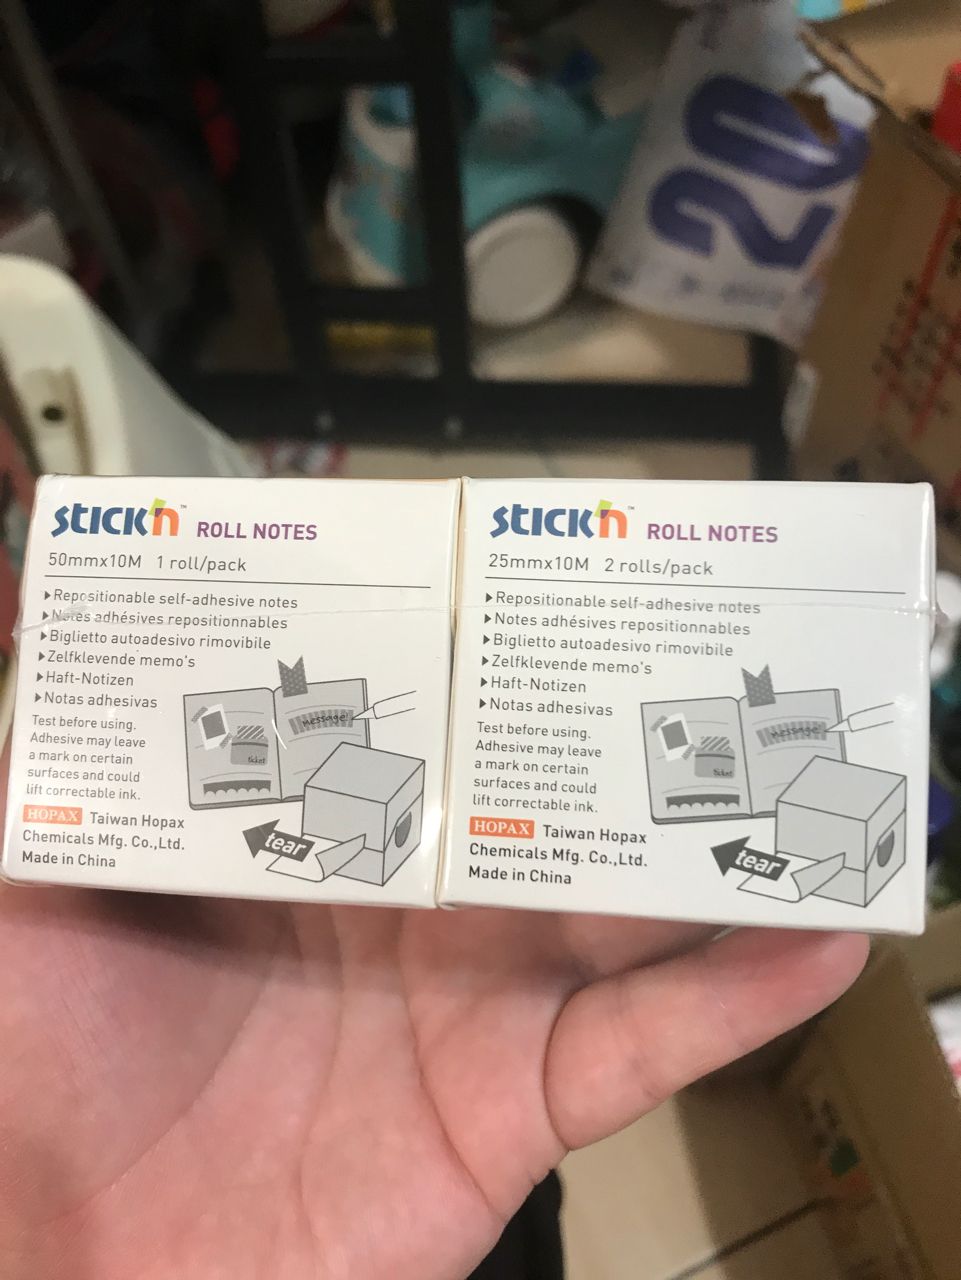 20
STICK'n™ ROLL NOTES
50mmx10M 1 roll/pack
▶Repositionable self-adhesive notes
▶Notes adhésives repositionnables
▶Biglietto autoadesivo rimovibile
▶Zelfklevende memo's
▶Haft-Notizen
▶Notas adhesivas
Test before using.
Adhesive may leave
a mark on certain
surfaces and could
lift correctable ink.
HOPAX Taiwan Hopax
Chemicals Mfg. Co.,Ltd.
Made in China
message!
ticket
tear
STICK'n™ ROLL NOTES
25mmx10M 2 rolls/pack
▶Repositionable self-adhesive notes
▶Notes adhésives repositionnables
▶Biglietto autoadesivo rimovibile
▶Zelfklevende memo's
▶Haft-Notizen
▶Notas adhesivas
Test before using.
Adhesive may leave
a mark on certain
surfaces and could
lift correctable ink.
HOPAX Taiwan Hopax
Chemicals Mfg. Co.,Ltd.
Made in China
message!
ticket
tear